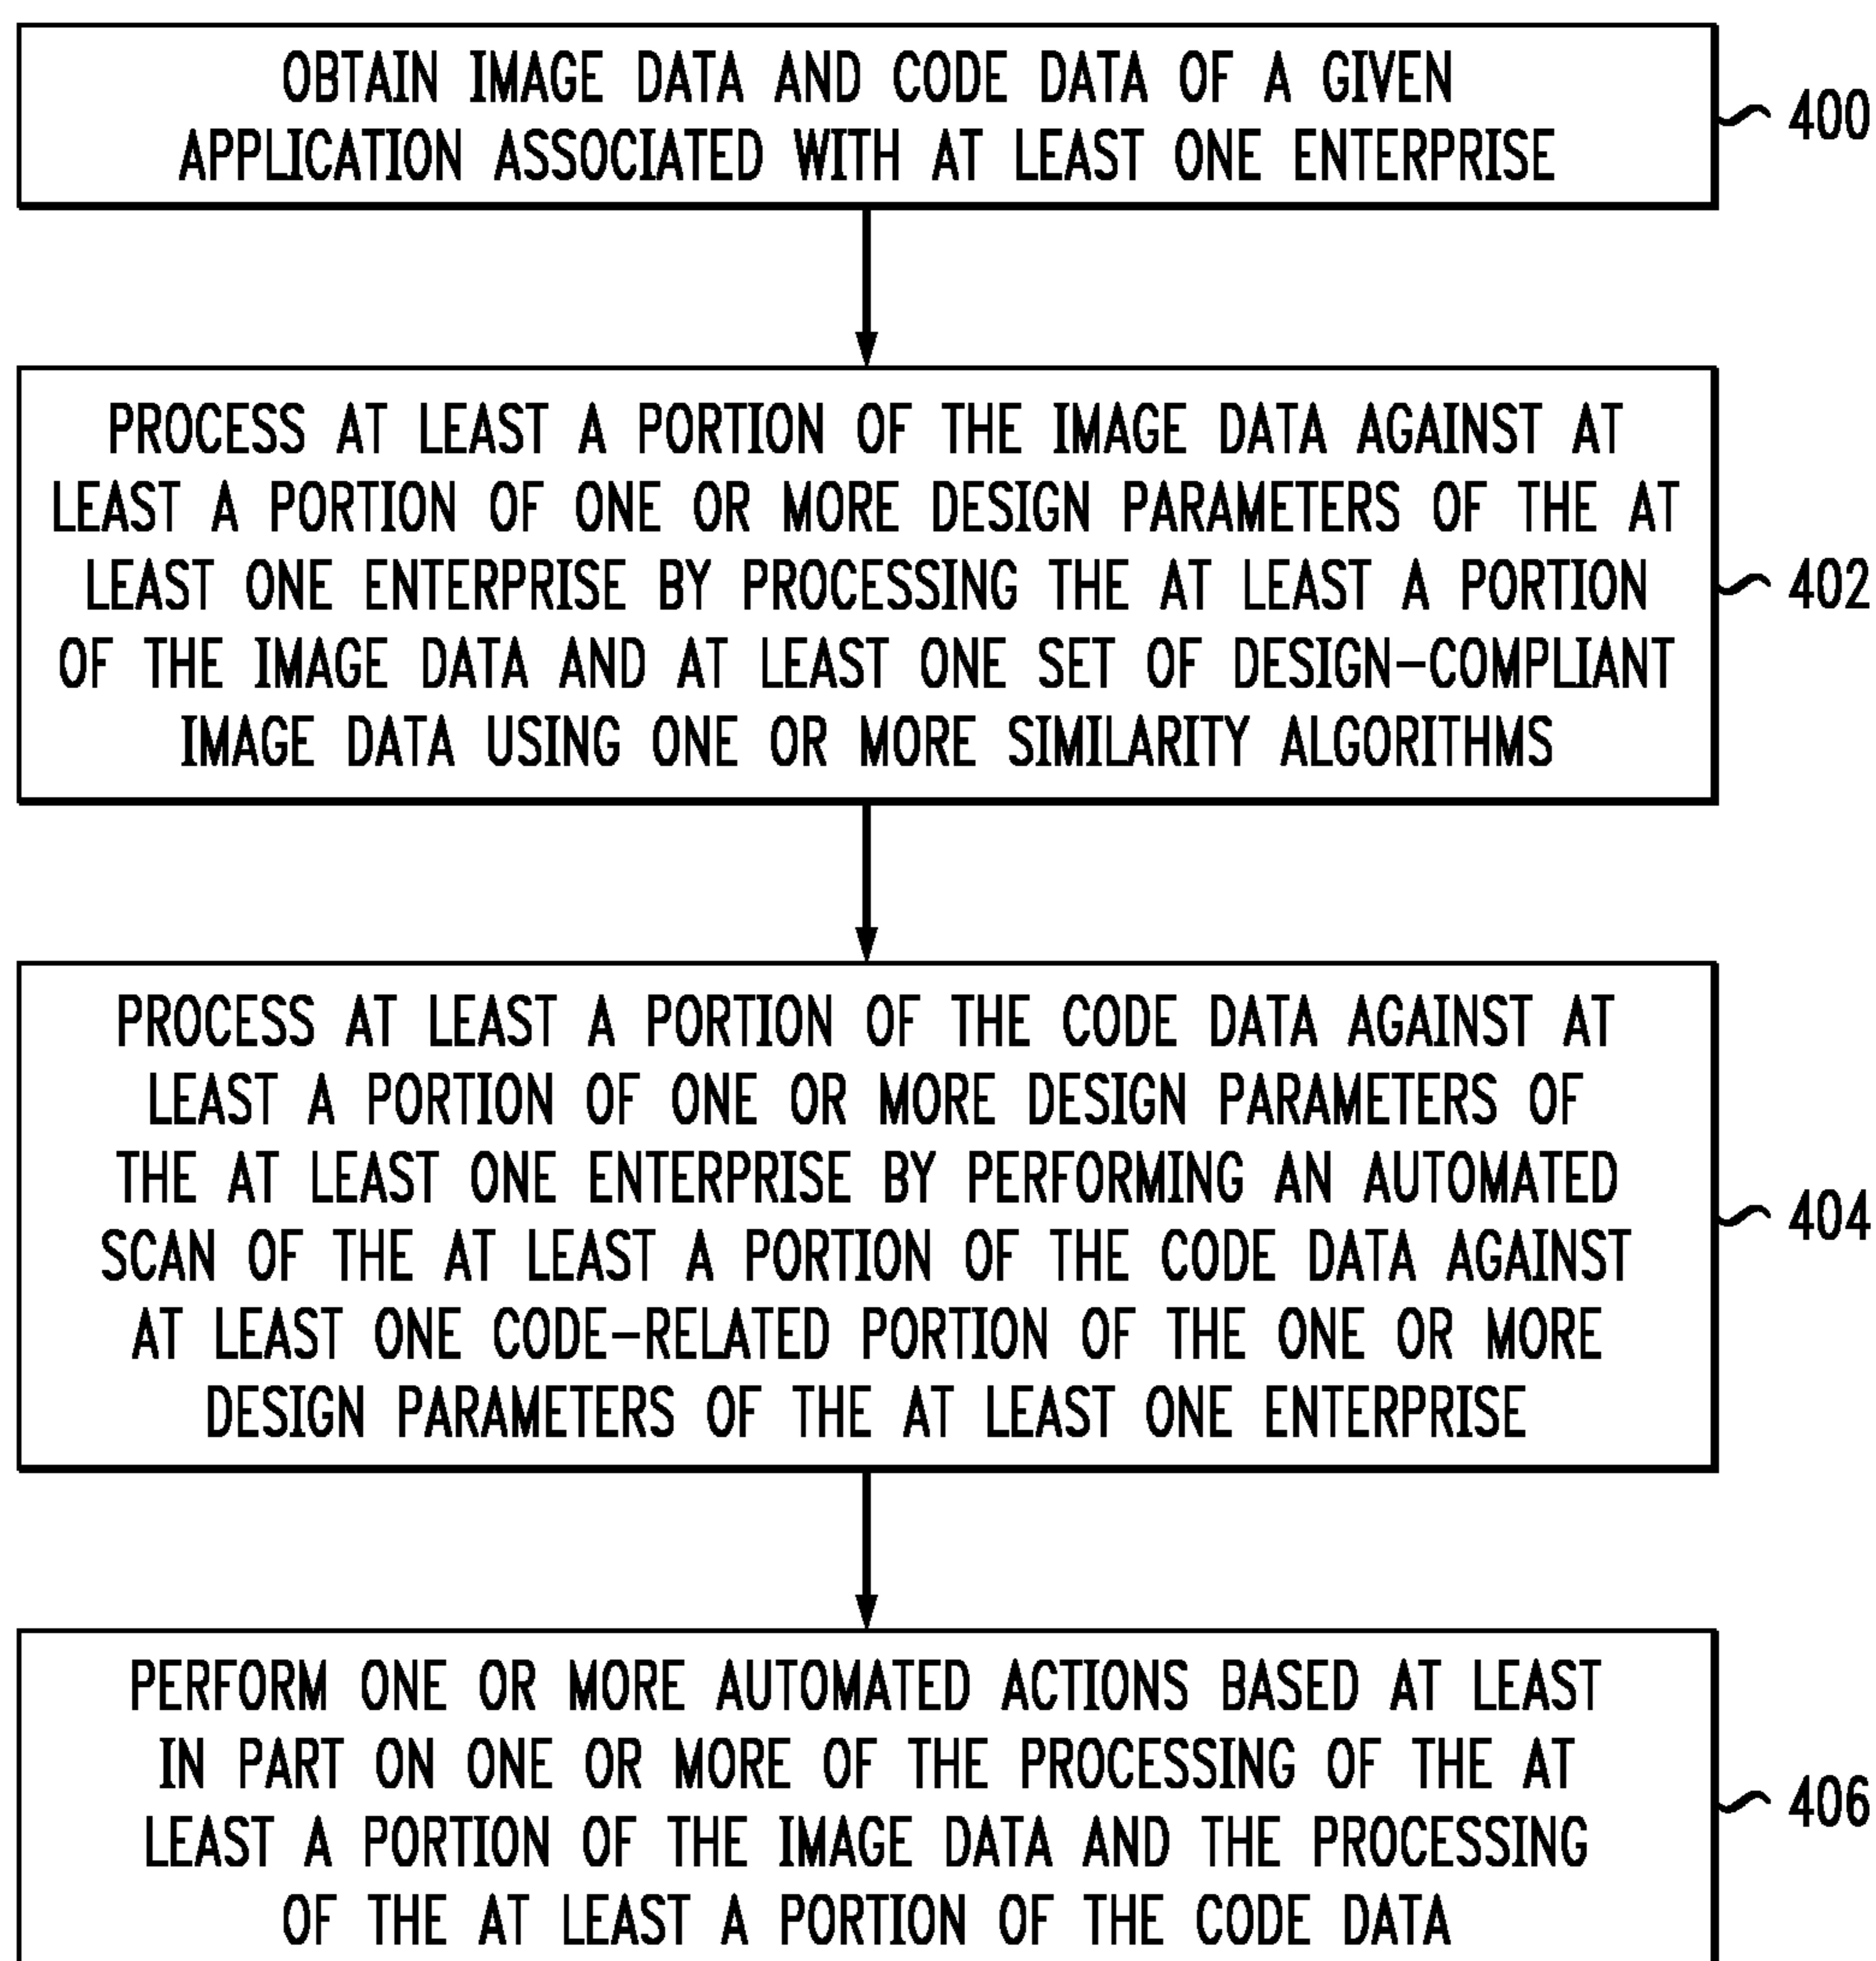 OBTAIN IMAGE DATA AND CODE DATA OF A GIVEN
APPLICATION ASSOCIATED WITH AT LEAST ONE ENTERPRISE
400
PROCESS AT LEAST A PORTION OF THE IMAGE DATA AGAINST AT
LEAST A PORTION OF ONE OR MORE DESIGN PARAMETERS OF THE AT
LEAST ONE ENTERPRISE BY PROCESSING THE AT LEAST A PORTION
OF THE IMAGE DATA AND AT LEAST ONE SET OF DESIGN-COMPLIANT
IMAGE DATA USING ONE OR MORE SIMILARITY ALGORITHMS
402
PROCESS AT LEAST A PORTION OF THE CODE DATA AGAINST AT
LEAST A PORTION OF ONE OR MORE DESIGN PARAMETERS OF
THE AT LEAST ONE ENTERPRISE BY PERFORMING AN AUTOMATED
SCAN OF THE AT LEAST A PORTION OF THE CODE DATA AGAINST
AT LEAST ONE CODE-RELATED PORTION OF THE ONE OR MORE
DESIGN PARAMETERS OF THE AT LEAST ONE ENTERPRISE
404
PERFORM ONE OR MORE AUTOMATED ACTIONS BASED AT LEAST
IN PART ON ONE OR MORE OF THE PROCESSING OF THE AT
LEAST A PORTION OF THE IMAGE DATA AND THE PROCESSING
OF THE AT LEAST A PORTION OF THE CODE DATA
406